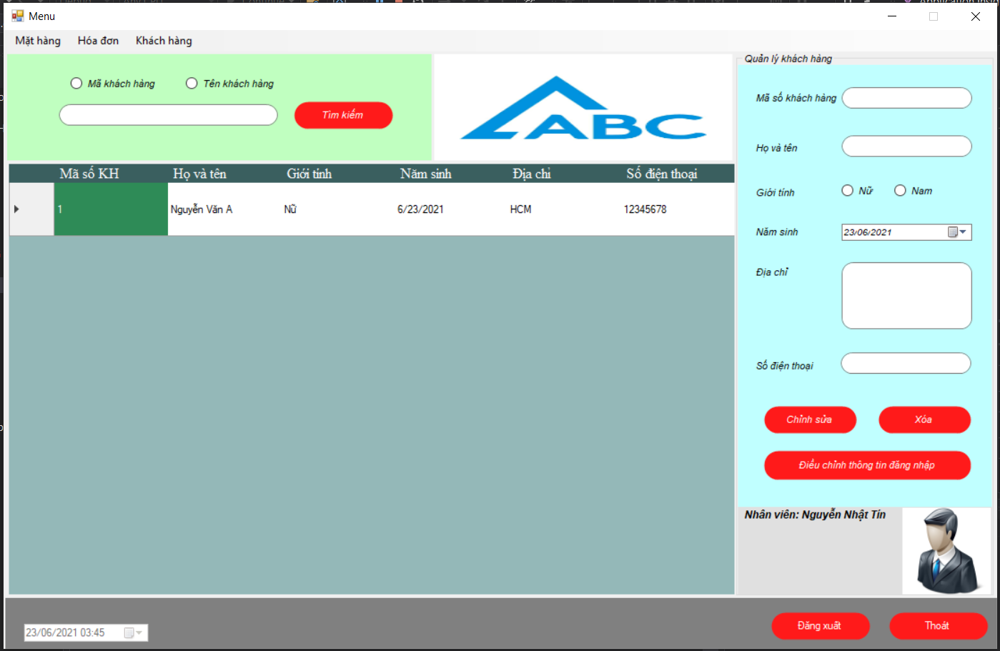 Menu
Mặt hàng Hóa đơn Khách hàng
Mã khách hàng Tên khách hàng
Tìm kiếm
ABC
Mã số KH Họ và tên Giới tính Năm sinh Địa chỉ Số điện thoại
1 Nguyễn Văn A Nữ 6/23/2021 HCM 12345678
Quản lý khách hàng
Mã số khách hàng
Họ và tên
Giới tính Nữ Nam
Năm sinh 23/06/2021
Địa chỉ
Số điện thoại
Chỉnh sửa Xóa
Điều chỉnh thông tin đăng nhập
Nhân viên: Nguyễn Nhật Tín
23/06/2021 03:45
Đăng xuất Thoát